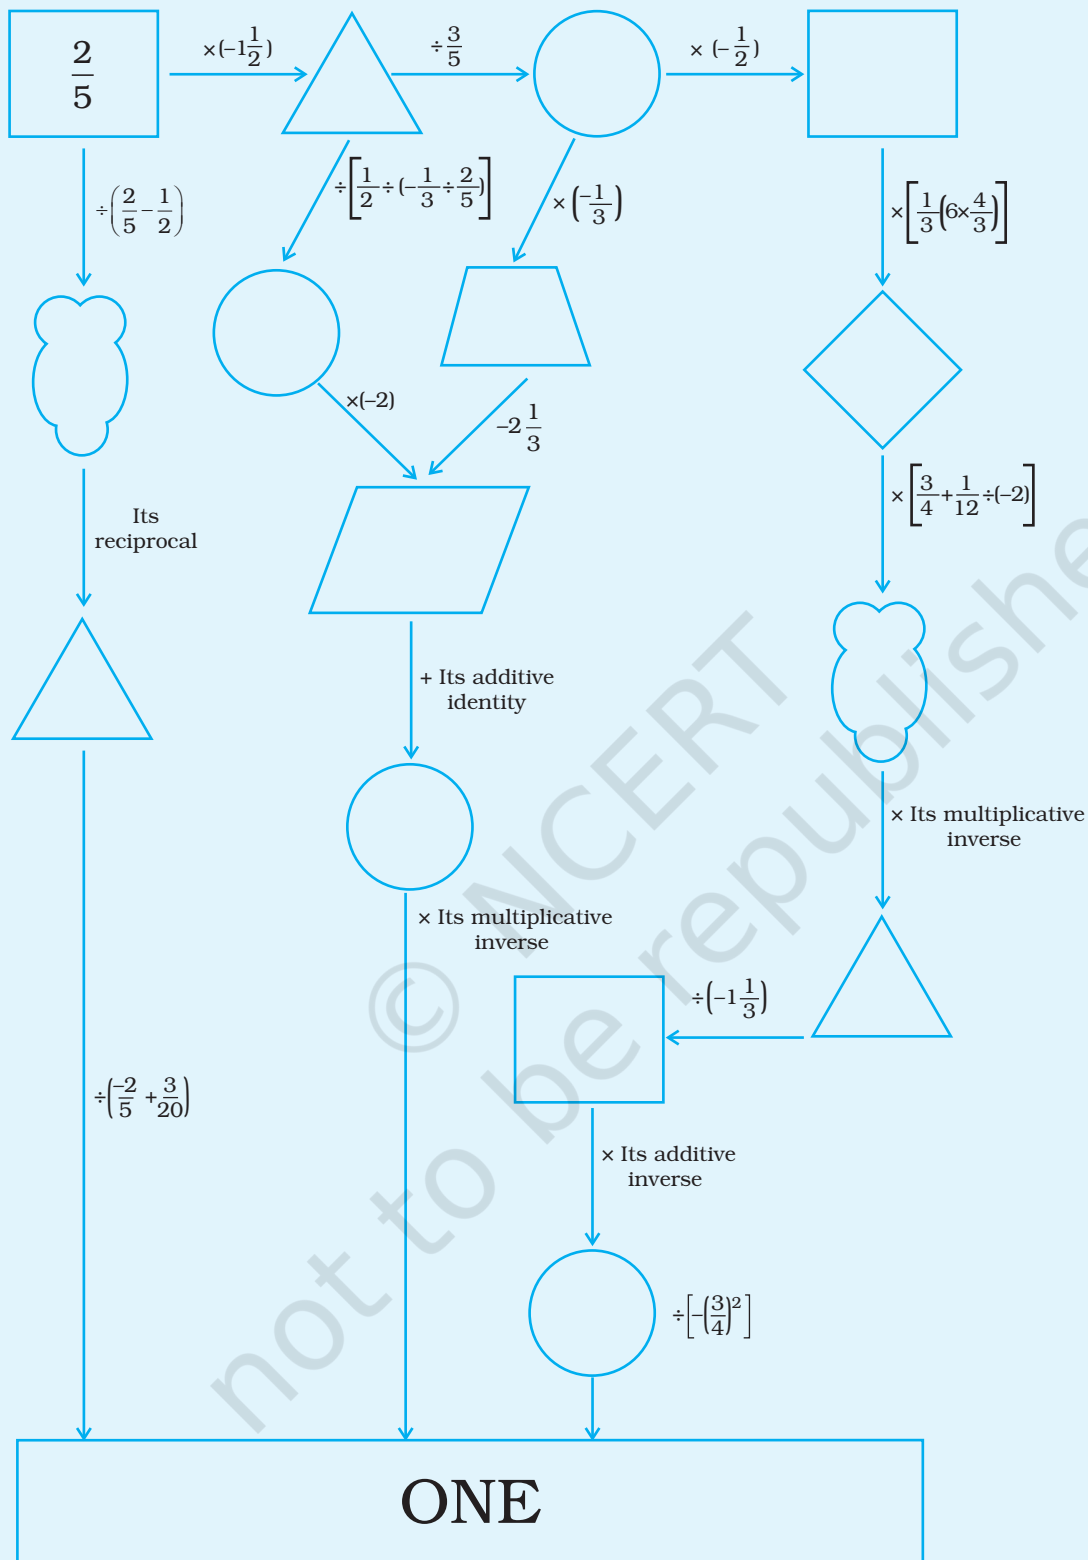 2/5
×(−1 1/2)
÷ 3/5
× (−1/2)
÷(2/5 − 1/2)
÷[1/2 ÷ (−1/3 ÷ 2/5)]
× (−1/3)
×[1/3(6×4/3)]
×(−2)
−2 1/3
×[3/4 + 1/12 ÷(−2)]
Its
reciprocal
+ Its additive
identity
× Its multiplicative
inverse
× Its multiplicative
inverse
÷(−1 1/3)
÷(−2/5 + 3/20)
× Its additive
inverse
÷[−(3/4)²]
ONE
© NCERT
not to be republishe